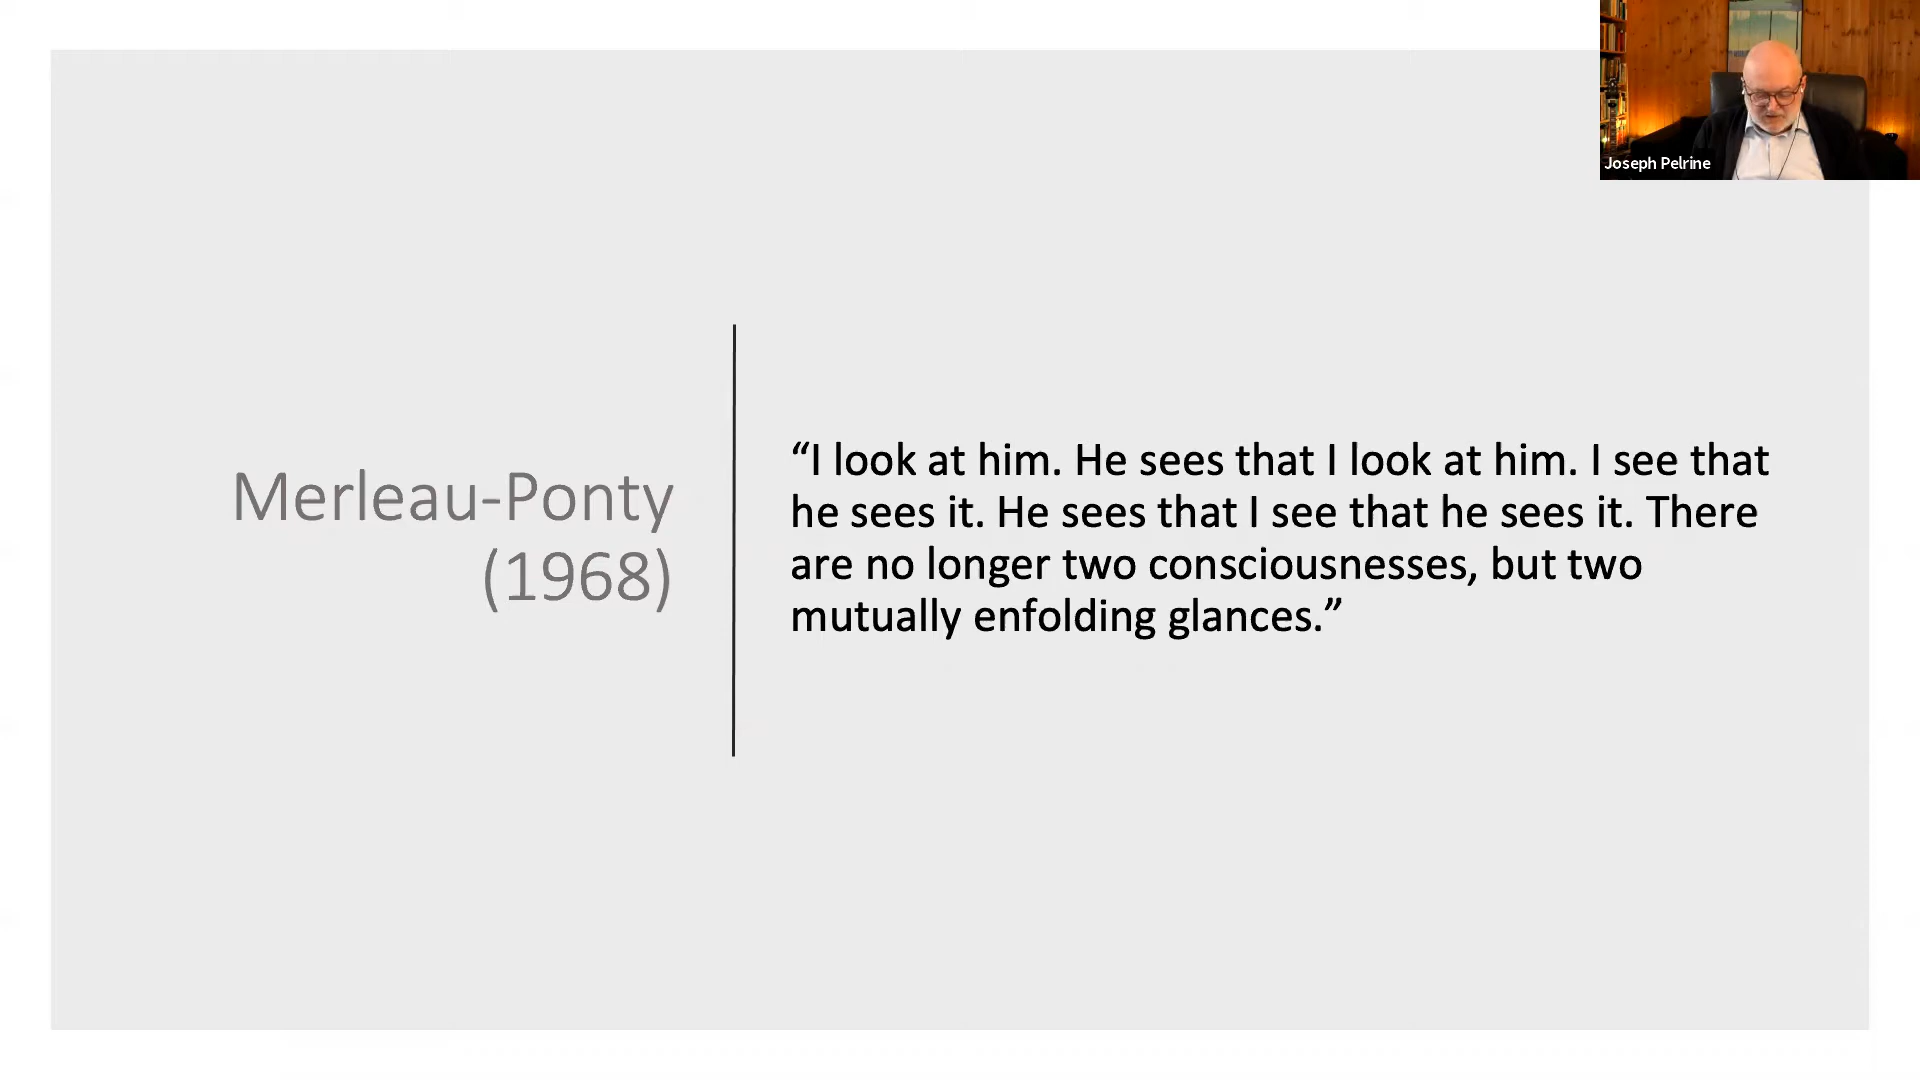 Joseph Pelrine
Merleau-Ponty
(1968)
“I look at him. He sees that I look at him. I see that
he sees it. He sees that I see that he sees it. There
are no longer two consciousnesses, but two
mutually enfolding glances.”